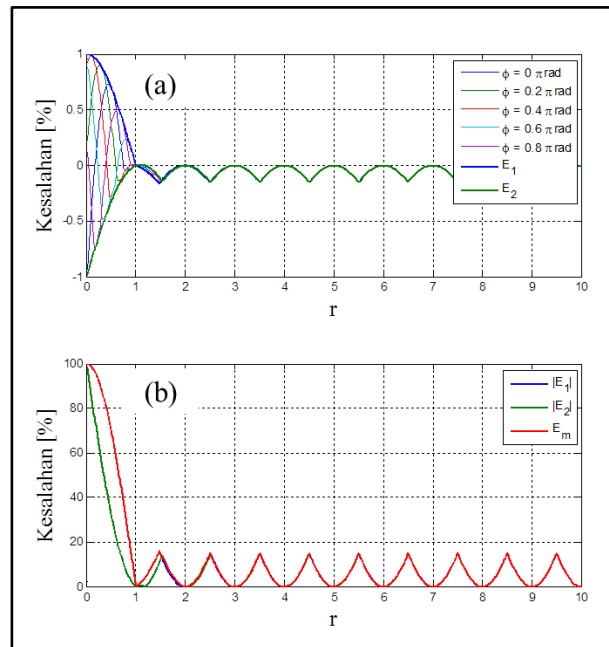 (a)
Kesalahan [%]
1
0.5
0
-0.5
-1
0 1 2 3 4 5 6 7 8 9 10
r
ϕ = 0 π rad
ϕ = 0.2 π rad
ϕ = 0.4 π rad
ϕ = 0.6 π rad
ϕ = 0.8 π rad
E₁
E₂
(b)
Kesalahan [%]
100
80
60
40
20
0
0 1 2 3 4 5 6 7 8 9 10
r
|E₁|
|E₂|
Eₘ